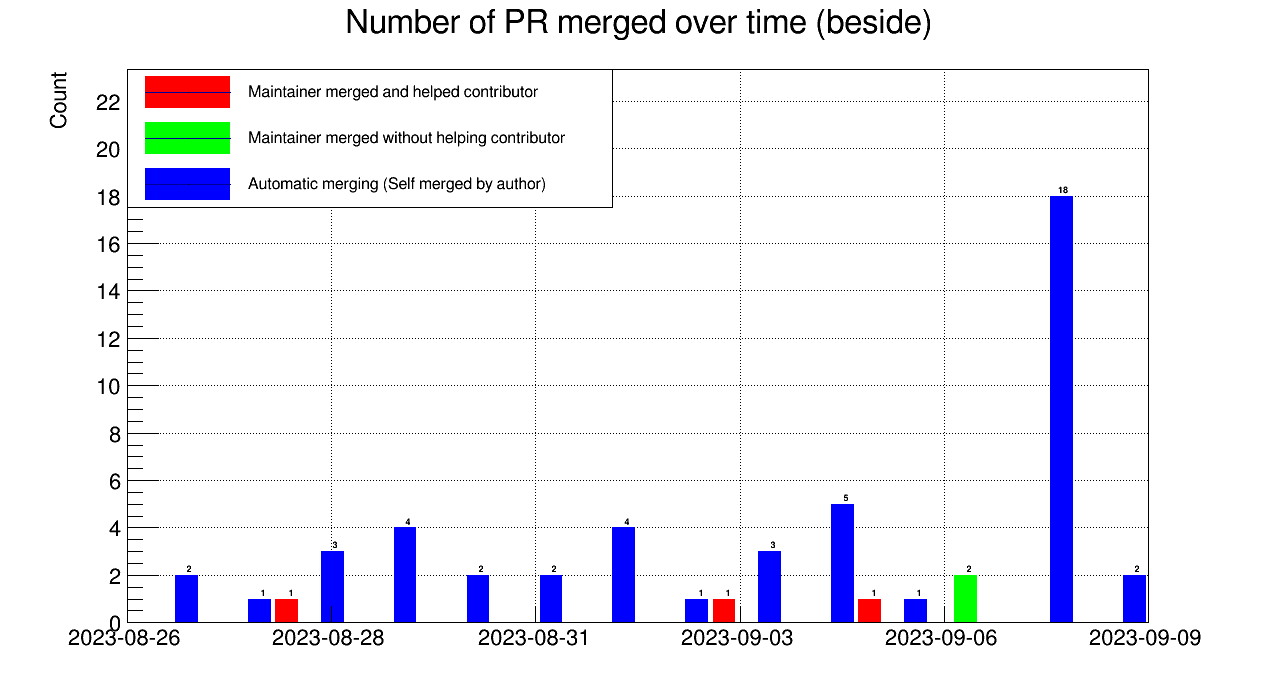 Number of PR merged over time (beside)
Count
Maintainer merged and helped contributor
Maintainer merged without helping contributor
Automatic merging (Self merged by author)
22
20
18
16
14
12
10
8
6
4
2
0
2 1 1 3 4 2 2 4 1 1 3 5 1 1 2 18 2
2023-08-26 2023-08-28 2023-08-31 2023-09-03 2023-09-06 2023-09-09